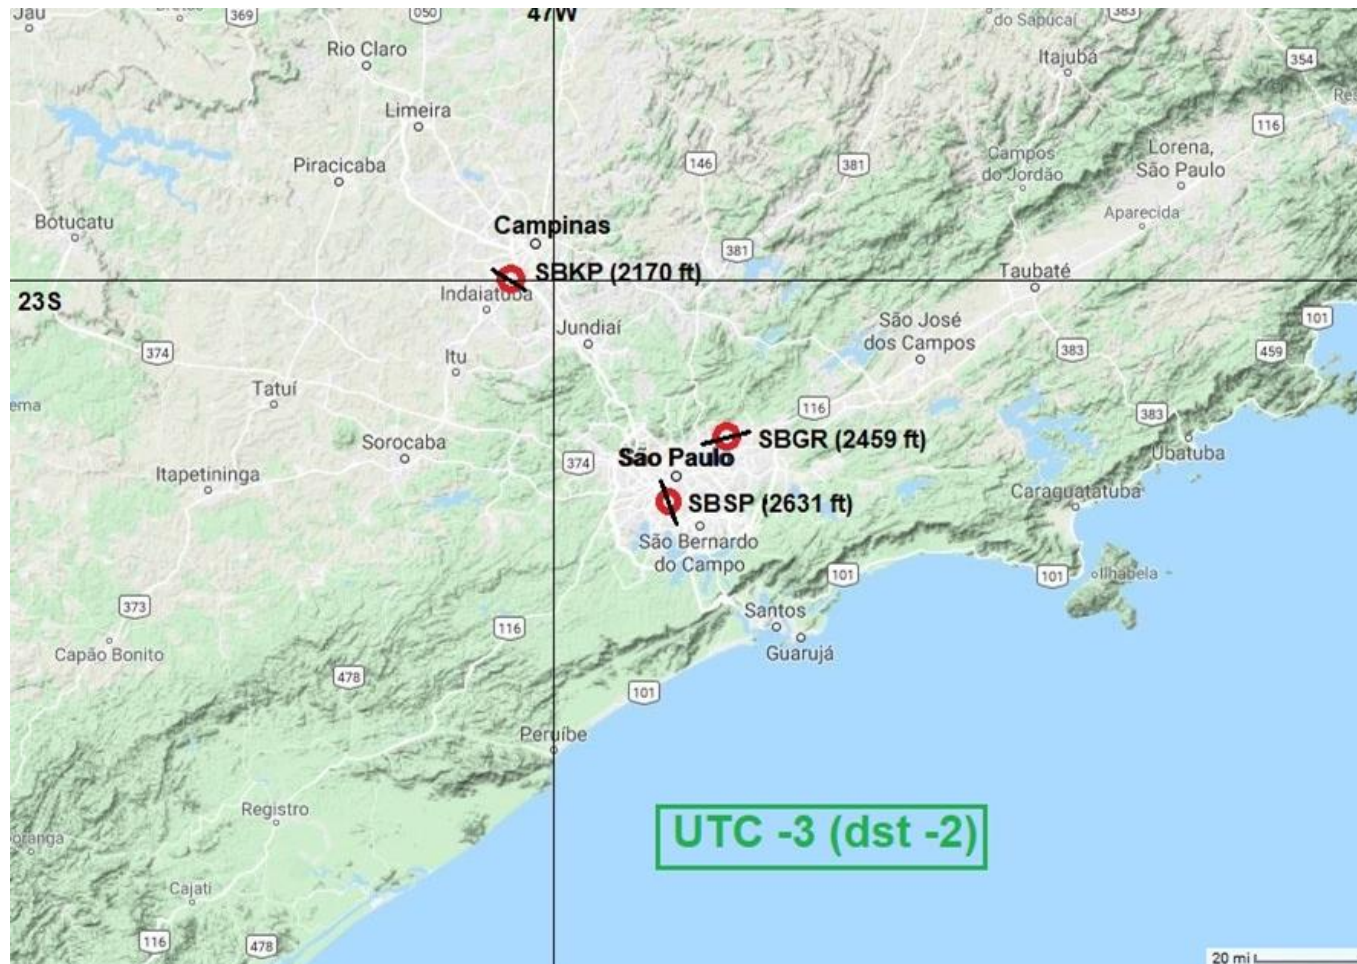 Jaú
369
050
47W
do Sapucaí
383
Rio Claro
Itajubá
354
Limeira
116
Piracicaba
146
381
Campos
do Jordão
Lorena,
São Paulo
Botucatu
Campinas
381
Aparecida
SBKP (2170 ft)
Taubaté
23S
Indaiatuba
São José
dos Campos
101
Jundiaí
374
Itu
383
459
Tatuí
ema
116
383
SBGR (2459 ft)
Sorocaba
374
São Paulo
Ubatuba
Itapetininga
SBSP (2631 ft)
Caraguatatuba
São Bernardo
do Campo
101
101
Ilhabela
373
Santos
116
Capão Bonito
Guarujá
478
101
Peruíbe
Registro
UTC -3 (dst -2)
oranga
Cajati
116
478
20 mi